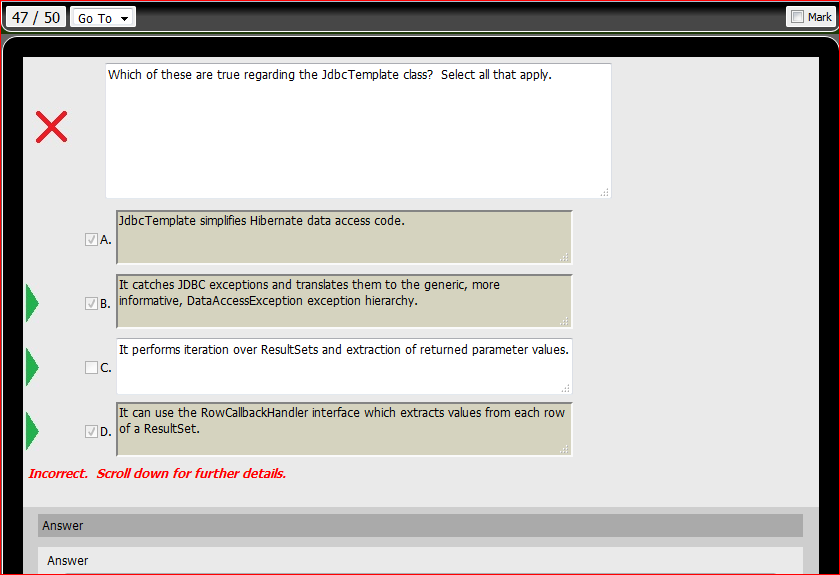 47 / 50 Go To Mark
Which of these are true regarding the JdbcTemplate class?  Select all that apply.
A. JdbcTemplate simplifies Hibernate data access code.
B. It catches JDBC exceptions and translates them to the generic, more
informative, DataAccessException exception hierarchy.
C. It performs iteration over ResultSets and extraction of returned parameter values.
D. It can use the RowCallbackHandler interface which extracts values from each row
of a ResultSet.
Incorrect.  Scroll down for further details.
Answer
Answer